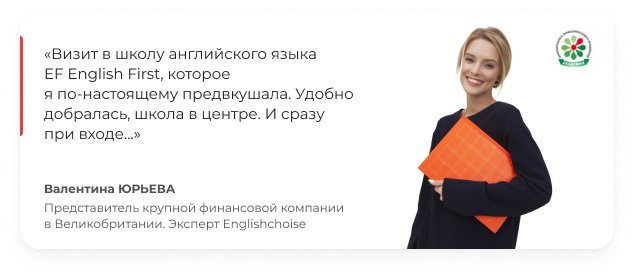 «Визит в школу английского языка
EF English First, которое
я по-настоящему предвкушала. Удобно
добралась, школа в центре. И сразу
при входе...»
Валентина ЮРЬЕВА
Представитель крупной финансовой компании
в Великобритании. Эксперт Englishchoise